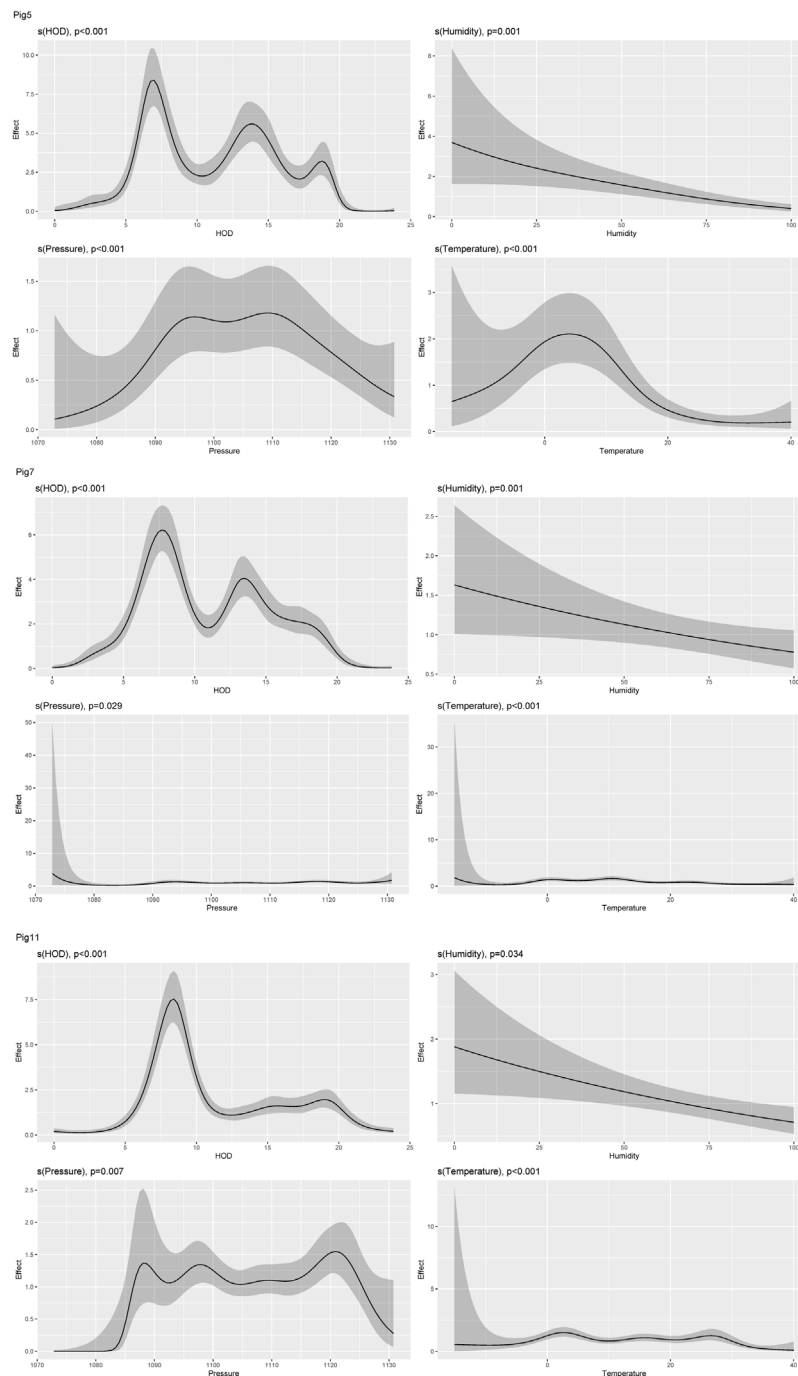 Pig5
s(HOD), p<0.001
10.0
7.5
5.0
2.5
0.0
Effect
0 5 10 15 20 25
HOD
s(Humidity), p=0.001
8
6
4
2
0
Effect
0 25 50 75 100
Humidity
s(Pressure), p<0.001
1.5
1.0
0.5
0.0
Effect
1070 1080 1090 1100 1110 1120 1130
Pressure
s(Temperature), p<0.001
3
2
1
0
Effect
0 20 40
Temperature
Pig7
s(HOD), p<0.001
6
4
2
0
Effect
0 5 10 15 20 25
HOD
s(Humidity), p=0.001
2.5
2.0
1.5
1.0
0.5
Effect
0 25 50 75 100
Humidity
s(Pressure), p=0.029
50
40
30
20
10
0
Effect
1070 1080 1090 1100 1110 1120 1130
Pressure
s(Temperature), p<0.001
30
20
10
0
Effect
0 20 40
Temperature
Pig11
s(HOD), p<0.001
7.5
5.0
2.5
0.0
Effect
0 5 10 15 20 25
HOD
s(Humidity), p=0.034
3
2
1
Effect
0 25 50 75 100
Humidity
s(Pressure), p=0.007
2.5
2.0
1.5
1.0
0.5
0.0
Effect
1070 1080 1090 1100 1110 1120 1130
Pressure
s(Temperature), p<0.001
10
5
0
Effect
0 20 40
Temperature